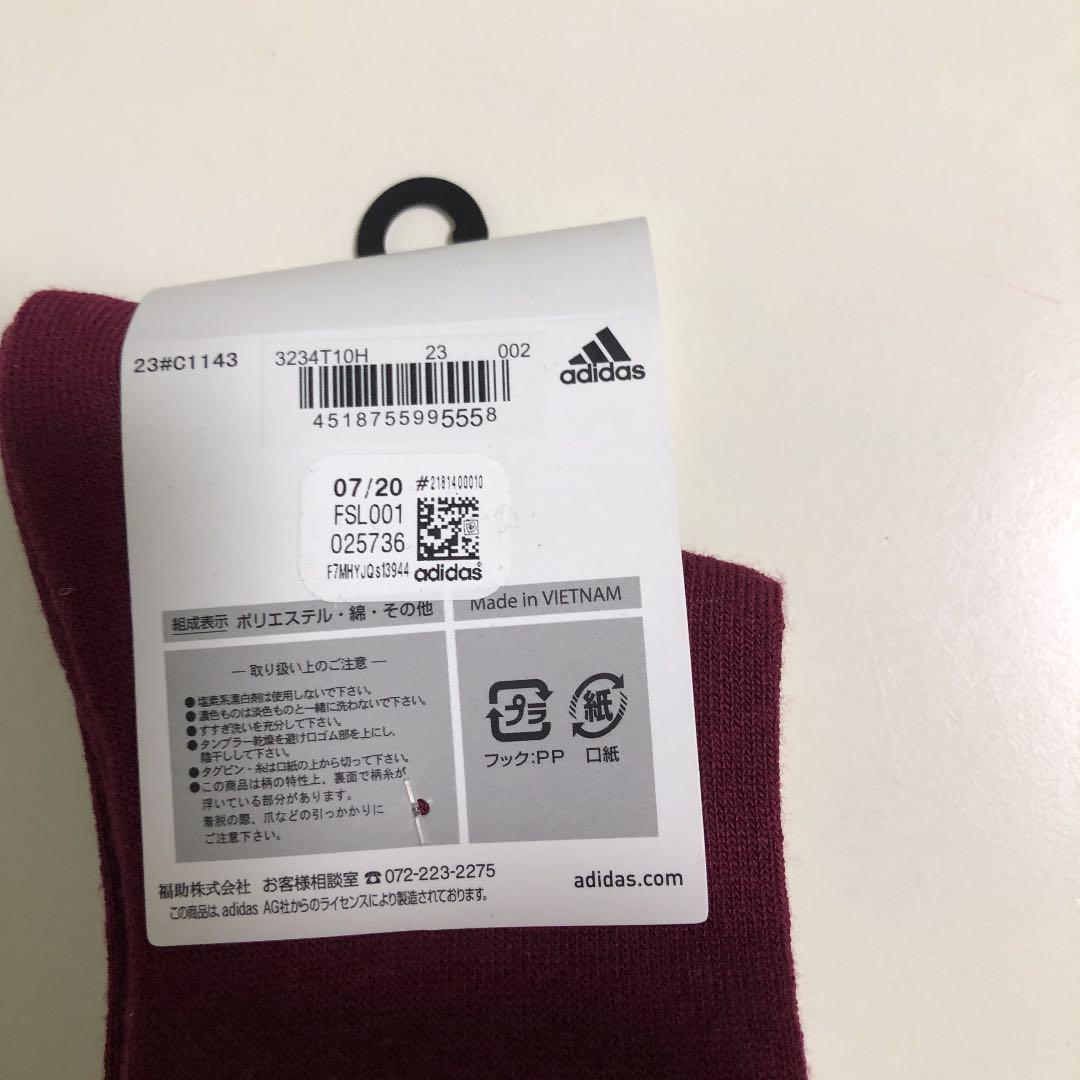 23#C1143
3234T10H 23 002
4518755995558
adidas
07/20 #2181400010
FSL001
025736
F7MHYJQs13944 adidas
組成表示 ポリエステル・綿・その他
Made in VIETNAM
― 取り扱い上のご注意 ―
●塩素系漂白剤は使用しないで下さい。
●濃色ものは淡色ものと一緒に洗わないで下さい。
●すすぎ洗いを充分して下さい。
●タンブラー乾燥を避け口ゴム部を上にし、
陰干しして下さい。
●タグピン・糸は口紙の上から切って下さい。
●この商品は柄の特性上、裏面で柄糸が
浮いている部分があります。
着脱の際、爪などの引っかかりに
ご注意下さい。
プラ 紙
フック:PP 口紙
福助株式会社 お客様相談室 ☎072-223-2275
この商品は、adidas AG社からのライセンスにより製造されております。
adidas.com